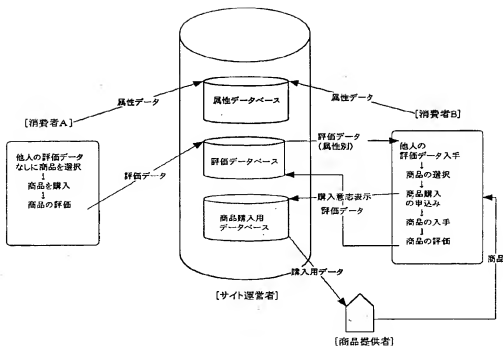 属性データ
属性データ
[消費者A]
属性データベース
[消費者B]
他人の評価データ
なしに商品を選択
↓
商品を購入
↓
商品の評価
評価データ
評価データベース
評価データ
(属性別)
他人の
評価データ入手
↓
商品の選択
↓
商品購入
の申込み
↓
商品の入手
↓
商品の評価
購入意志表示
評価データ
商品購入用
データベース
購入用データ
商品
[サイト運営者]
[商品提供者]